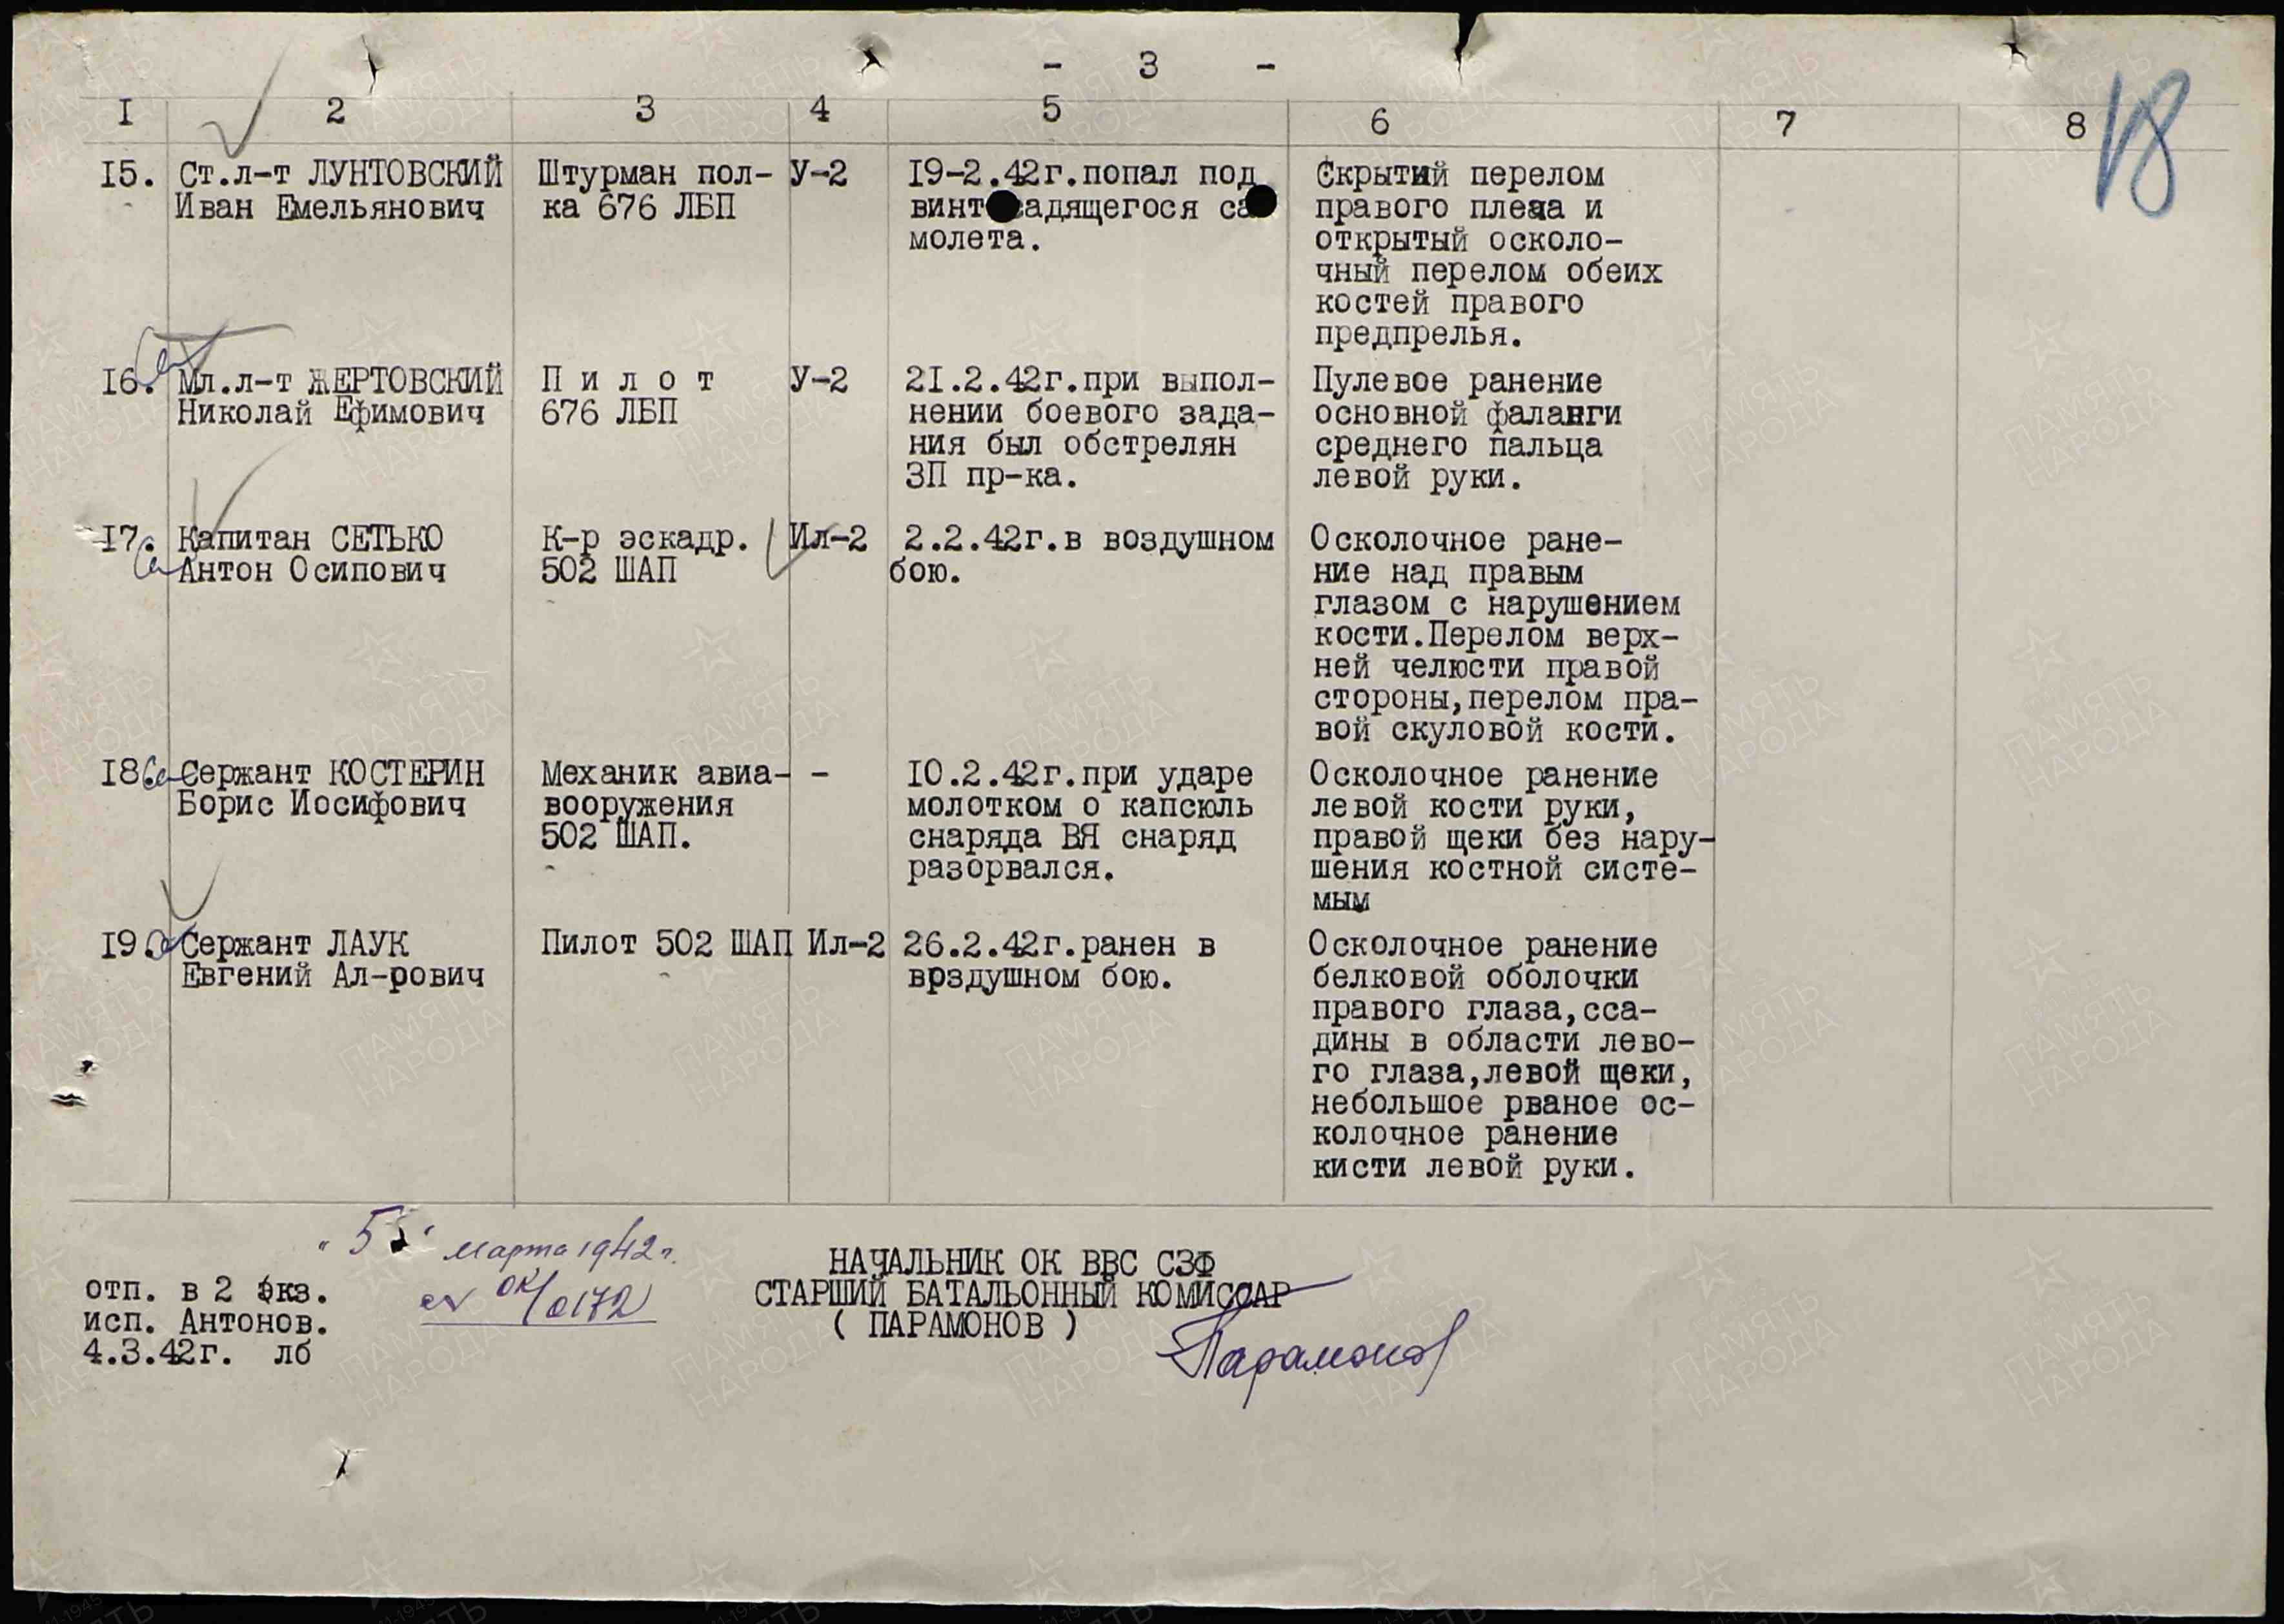 - 3 -
I 2 3 4 5 6 7 8
18
I5. Ст.л-т ЛУНТОВСКИЙ
Иван Емельянович
Штурман пол-
ка 676 ЛБП
У-2
I9-2.42г.попал под
винт садящегося са
молета.
Скрытий перелом
правого плеча и
открытый осколо-
чный перелом обеих
костей правого
предпрелья.
I6. Мл.л-т ЖЕРТОВСКИЙ
Николай Ефимович
П и л о т
676 ЛБП
У-2
2I.2.42г.при выпол-
нении боевого зада-
ния был обстрелян
ЗП пр-ка.
Пулевое ранение
основной фаланги
среднего пальца
левой руки.
I7. Капитан СЕТЬКО
Антон Осипович
К-р эскадр.
502 ШАП
Ил-2
2.2.42г.в воздушном
бою.
Осколочное ране-
ние над правым
глазом с нарушением
кости.Перелом верх-
ней челюсти правой
стороны,перелом пра-
вой скуловой кости.
I8. Сержант КОСТЕРИН
Борис Иосифович
Механик авиа-
вооружения
502 ШАП.
-
I0.2.42г.при ударе
молотком о капсюль
снаряда ВЯ снаряд
разорвался.
Осколочное ранение
левой кости руки,
правой щеки без нару-
шения костной систе-
мым
I9. Сержант ЛАУК
Евгений Ал-рович
Пилот 502 ШАП
Ил-2
26.2.42г.ранен в
врздушном бою.
Осколочное ранение
белковой оболочки
правого глаза,сса-
дины в области лево-
го глаза,левой щеки,
небольшое рваное ос-
колочное ранение
кисти левой руки.
"5" марта 1942г.
ОК/0172
отп. в 2 экз.
исп. Антонов.
4.3.42г. лб
НАЧАЛЬНИК ОК ВВС СЗФ
СТАРШИЙ БАТАЛЬОННЫЙ КОМИССАР
( ПАРАМОНОВ )
Парамонов